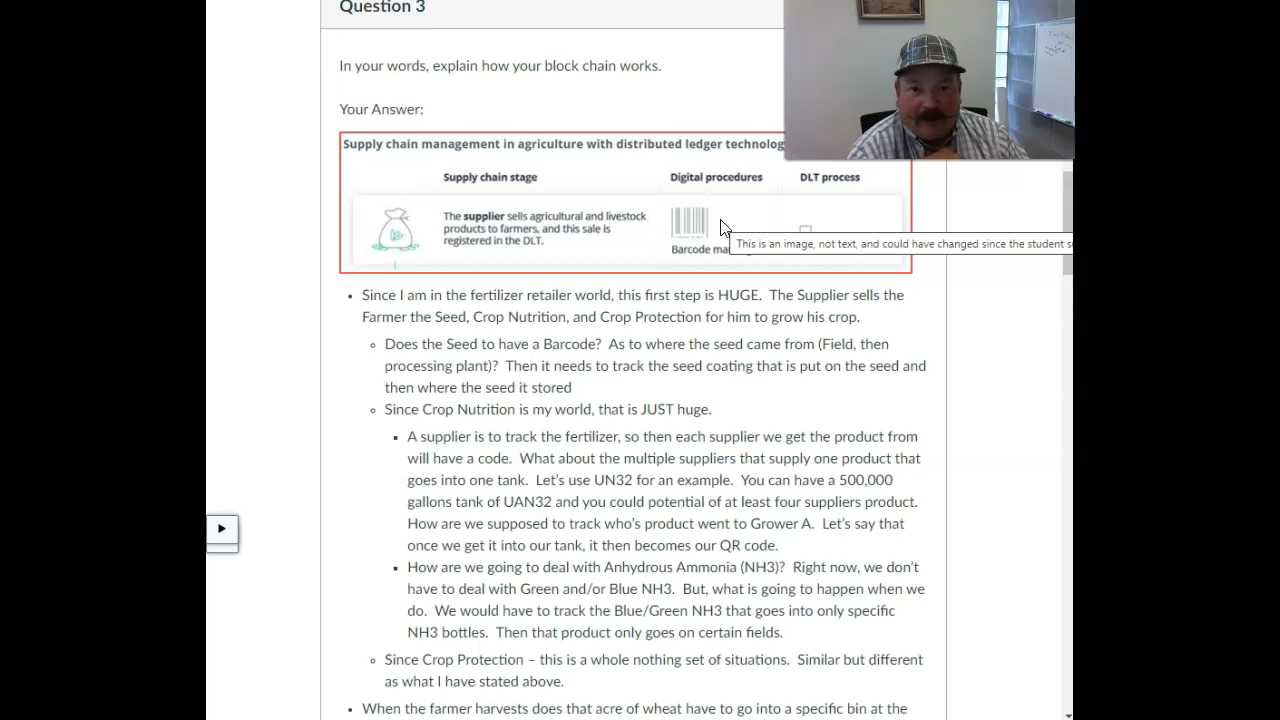 Question 3
In your words, explain how your block chain works.
Your Answer:
Supply chain management in agriculture with distributed ledger technolog
Supply chain stage Digital procedures DLT process
The supplier sells agricultural and livestock
products to farmers, and this sale is
registered in the DLT.
Barcode ma
This is an image, not text, and could have changed since the student s
• Since I am in the fertilizer retailer world, this first step is HUGE. The Supplier sells the
Farmer the Seed, Crop Nutrition, and Crop Protection for him to grow his crop.
◦ Does the Seed to have a Barcode? As to where the seed came from (Field, then
processing plant)? Then it needs to track the seed coating that is put on the seed and
then where the seed it stored
◦ Since Crop Nutrition is my world, that is JUST huge.
▪ A supplier is to track the fertilizer, so then each supplier we get the product from
will have a code. What about the multiple suppliers that supply one product that
goes into one tank. Let's use UN32 for an example. You can have a 500,000
gallons tank of UAN32 and you could potential of at least four suppliers product.
How are we supposed to track who's product went to Grower A. Let's say that
once we get it into our tank, it then becomes our QR code.
▪ How are we going to deal with Anhydrous Ammonia (NH3)? Right now, we don't
have to deal with Green and/or Blue NH3. But, what is going to happen when we
do. We would have to track the Blue/Green NH3 that goes into only specific
NH3 bottles. Then that product only goes on certain fields.
◦ Since Crop Protection – this is a whole nothing set of situations. Similar but different
as what I have stated above.
• When the farmer harvests does that acre of wheat have to go into a specific bin at the